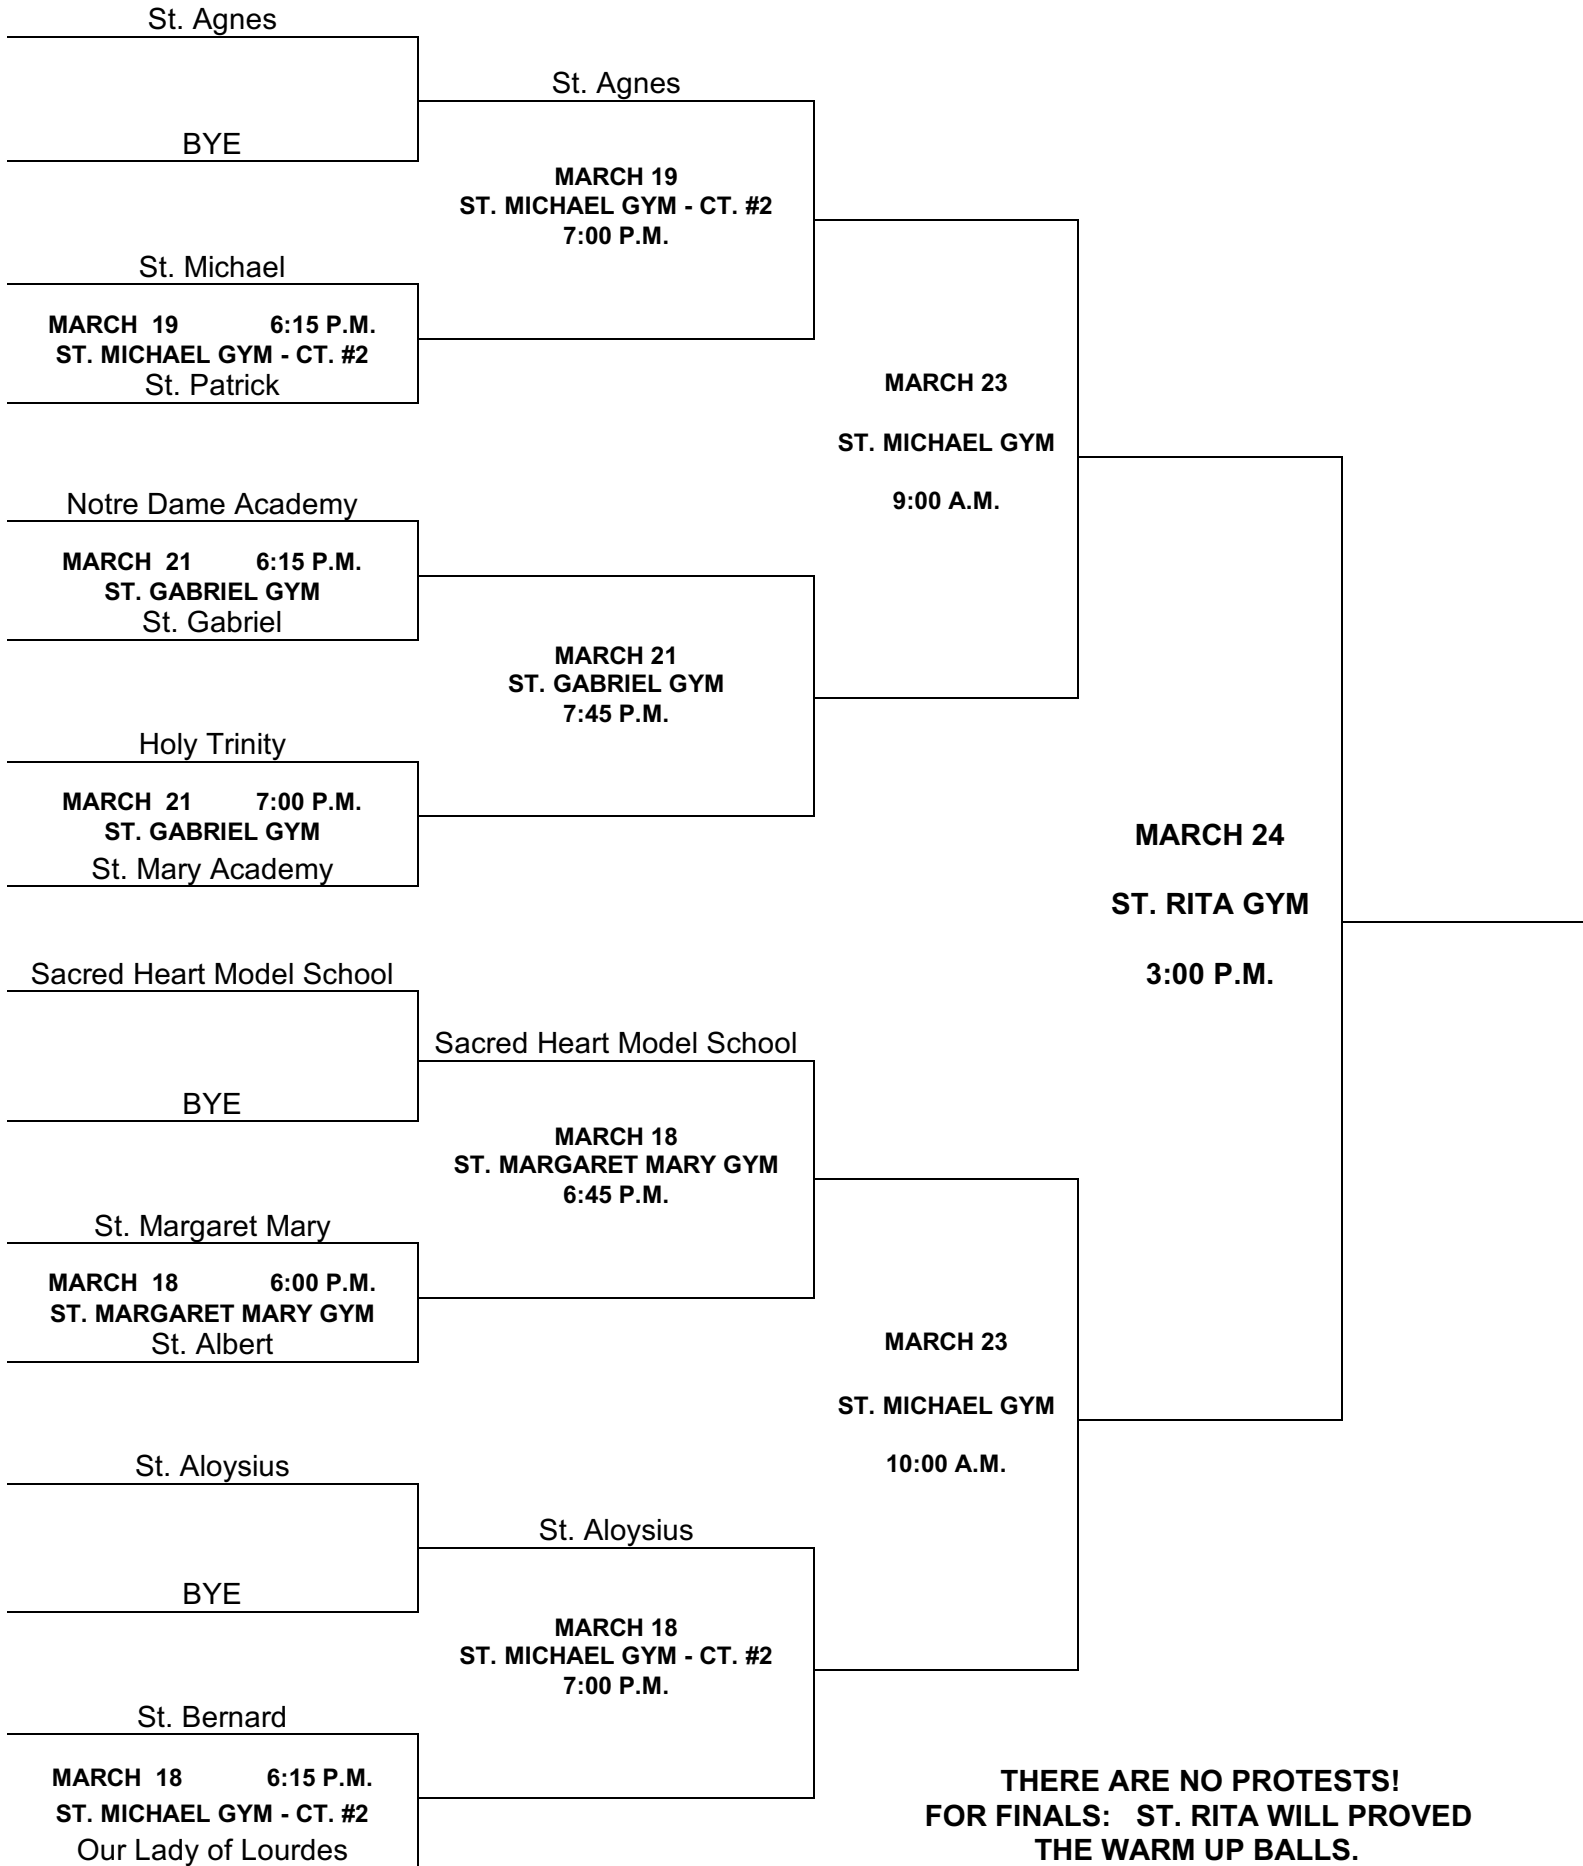 St. Agnes
St. Agnes
BYE
MARCH 19
ST. MICHAEL GYM - CT. #2
7:00 P.M.
St. Michael
MARCH 19 6:15 P.M.
ST. MICHAEL GYM - CT. #2
St. Patrick
MARCH 23
ST. MICHAEL GYM
9:00 A.M.
Notre Dame Academy
MARCH 21 6:15 P.M.
ST. GABRIEL GYM
St. Gabriel
MARCH 21
ST. GABRIEL GYM
7:45 P.M.
Holy Trinity
MARCH 21 7:00 P.M.
ST. GABRIEL GYM
St. Mary Academy
MARCH 24
ST. RITA GYM
3:00 P.M.
Sacred Heart Model School
Sacred Heart Model School
BYE
MARCH 18
ST. MARGARET MARY GYM
6:45 P.M.
St. Margaret Mary
MARCH 18 6:00 P.M.
ST. MARGARET MARY GYM
St. Albert
MARCH 23
ST. MICHAEL GYM
10:00 A.M.
St. Aloysius
St. Aloysius
BYE
MARCH 18
ST. MICHAEL GYM - CT. #2
7:00 P.M.
St. Bernard
MARCH 18 6:15 P.M.
ST. MICHAEL GYM - CT. #2
Our Lady of Lourdes
THERE ARE NO PROTESTS!
FOR FINALS: ST. RITA WILL PROVED
THE WARM UP BALLS.